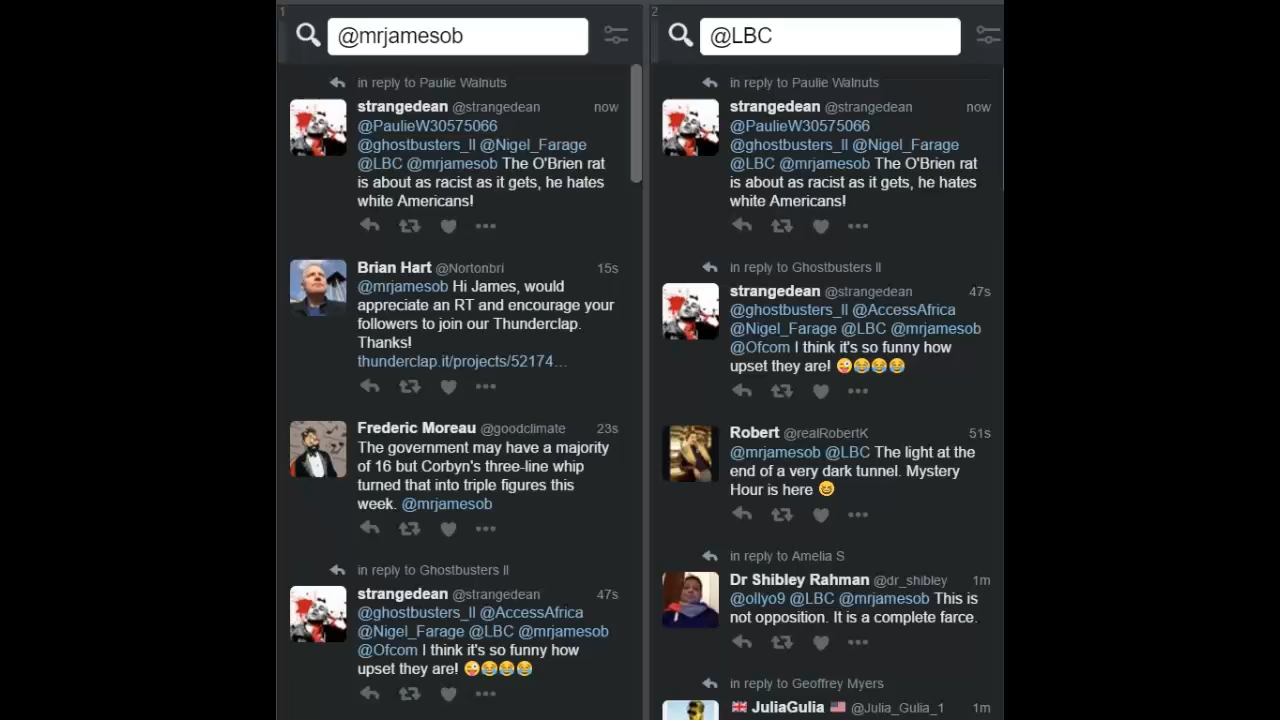 1
@mrjamesob
in reply to Paulie Walnuts
strangedean @strangedean now
@PaulieW30575066
@ghostbusters_ll @Nigel_Farage
@LBC @mrjamesob The O'Brien rat
is about as racist as it gets, he hates
white Americans!
Brian Hart @Nortonbri 15s
@mrjamesob Hi James, would
appreciate an RT and encourage your
followers to join our Thunderclap.
Thanks!
thunderclap.it/projects/52174...
Frederic Moreau @goodclimate 23s
The government may have a majority
of 16 but Corbyn's three-line whip
turned that into triple figures this
week. @mrjamesob
in reply to Ghostbusters ll
strangedean @strangedean 47s
@ghostbusters_ll @AccessAfrica
@Nigel_Farage @LBC @mrjamesob
@Ofcom I think it's so funny how
upset they are! 😜😂😂😂
2
@LBC
in reply to Paulie Walnuts
strangedean @strangedean now
@PaulieW30575066
@ghostbusters_ll @Nigel_Farage
@LBC @mrjamesob The O'Brien rat
is about as racist as it gets, he hates
white Americans!
in reply to Ghostbusters ll
strangedean @strangedean 47s
@ghostbusters_ll @AccessAfrica
@Nigel_Farage @LBC @mrjamesob
@Ofcom I think it's so funny how
upset they are! 😜😂😂😂
Robert @realRobertK 51s
@mrjamesob @LBC The light at the
end of a very dark tunnel. Mystery
Hour is here 😆
in reply to Amelia S
Dr Shibley Rahman @dr_shibley 1m
@ollyo9 @LBC @mrjamesob This is
not opposition. It is a complete farce.
in reply to Geoffrey Myers
🇬🇧 JuliaGulia 🇺🇸 @Julia_Gulia_1 1m